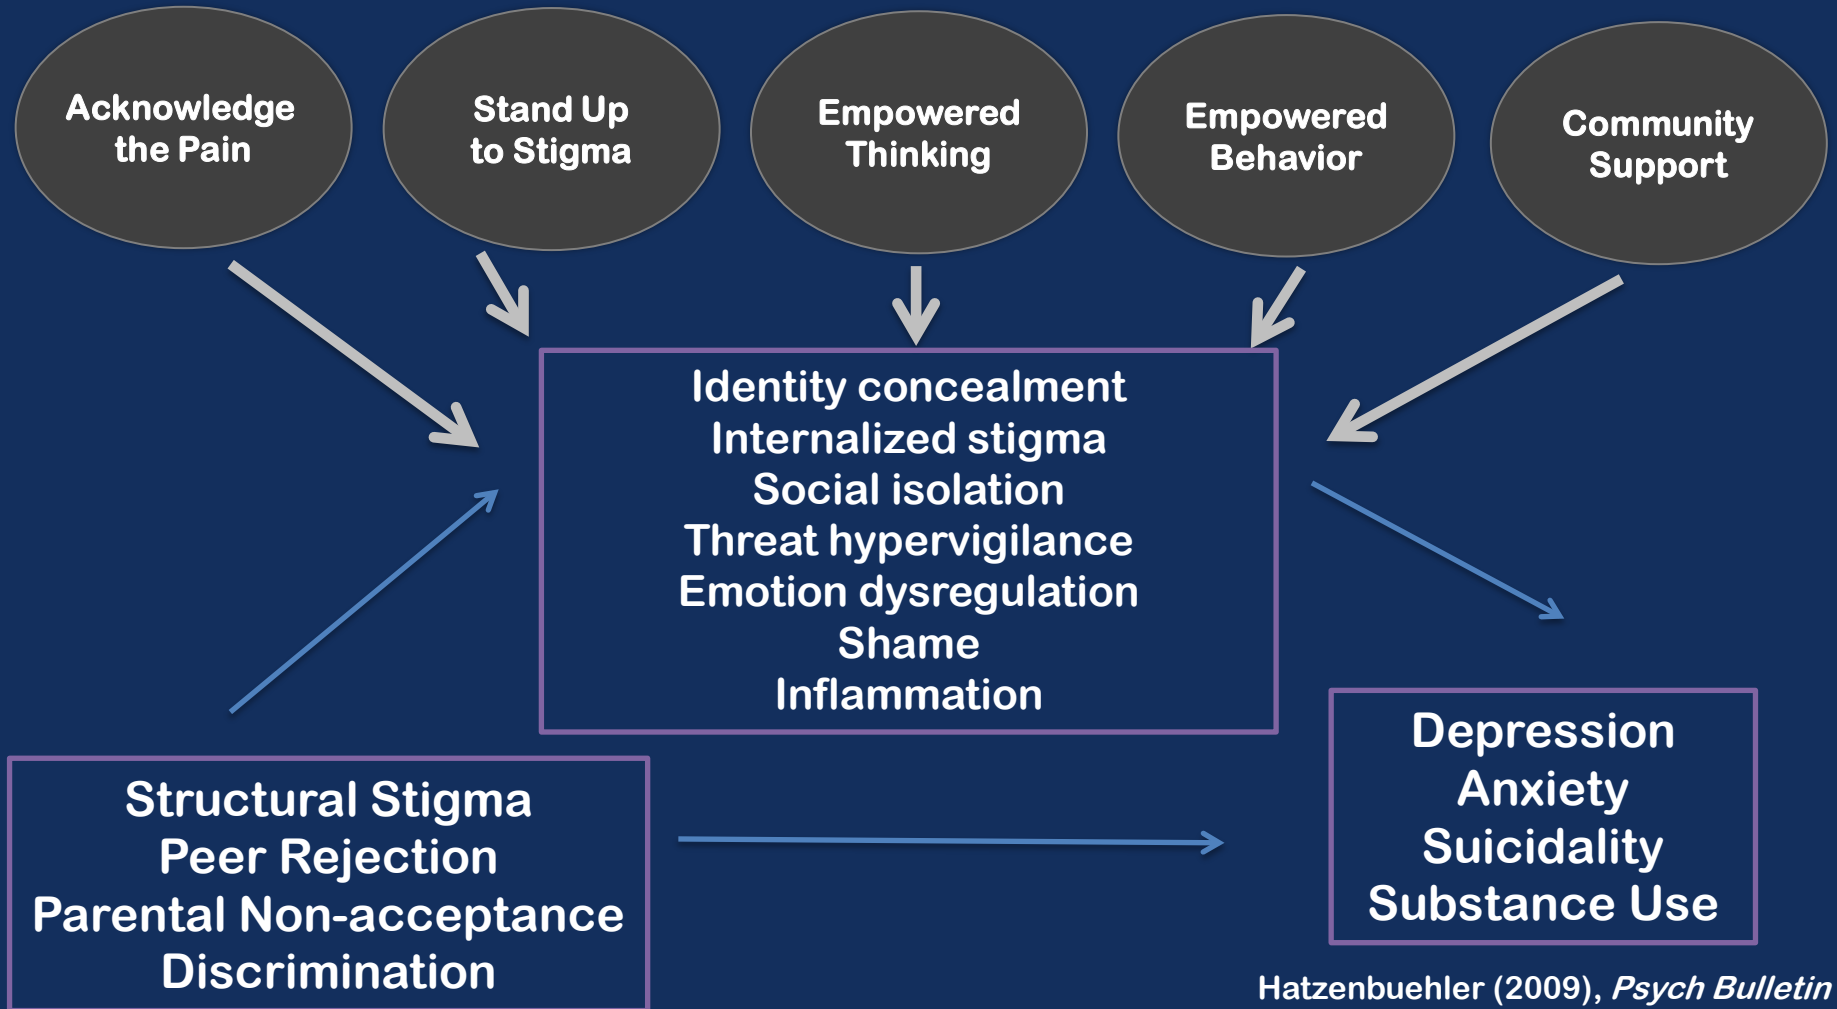 Acknowledge
the Pain
Stand Up
to Stigma
Empowered
Thinking
Empowered
Behavior
Community
Support
Identity concealment
Internalized stigma
Social isolation
Threat hypervigilance
Emotion dysregulation
Shame
Inflammation
Structural Stigma
Peer Rejection
Parental Non-acceptance
Discrimination
Depression
Anxiety
Suicidality
Substance Use
Hatzenbuehler (2009), Psych Bulletin